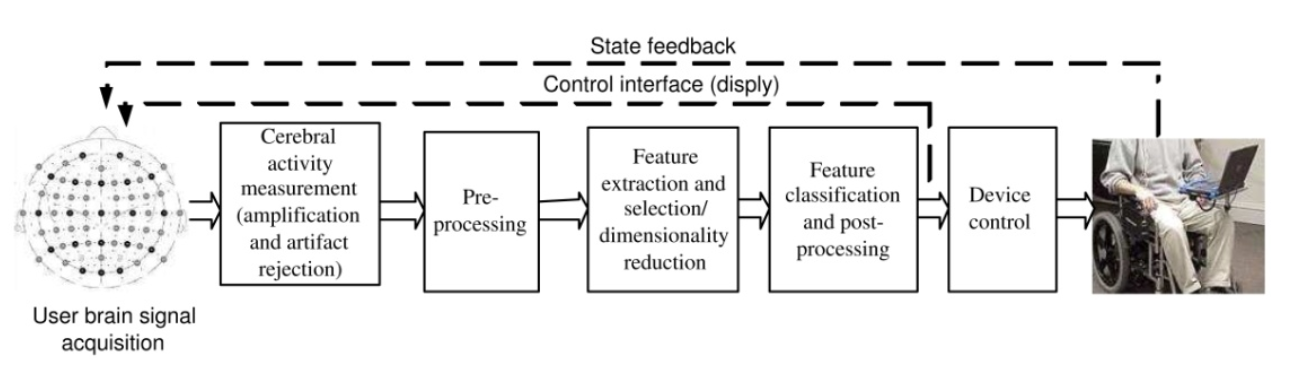 State feedback
Control interface (disply)
Cerebral
activity
measurement
(amplification
and artifact
rejection)
Pre-
processing
Feature
extraction and
selection/
dimensionality
reduction
Feature
classification
and post-
processing
Device
control
User brain signal
acquisition